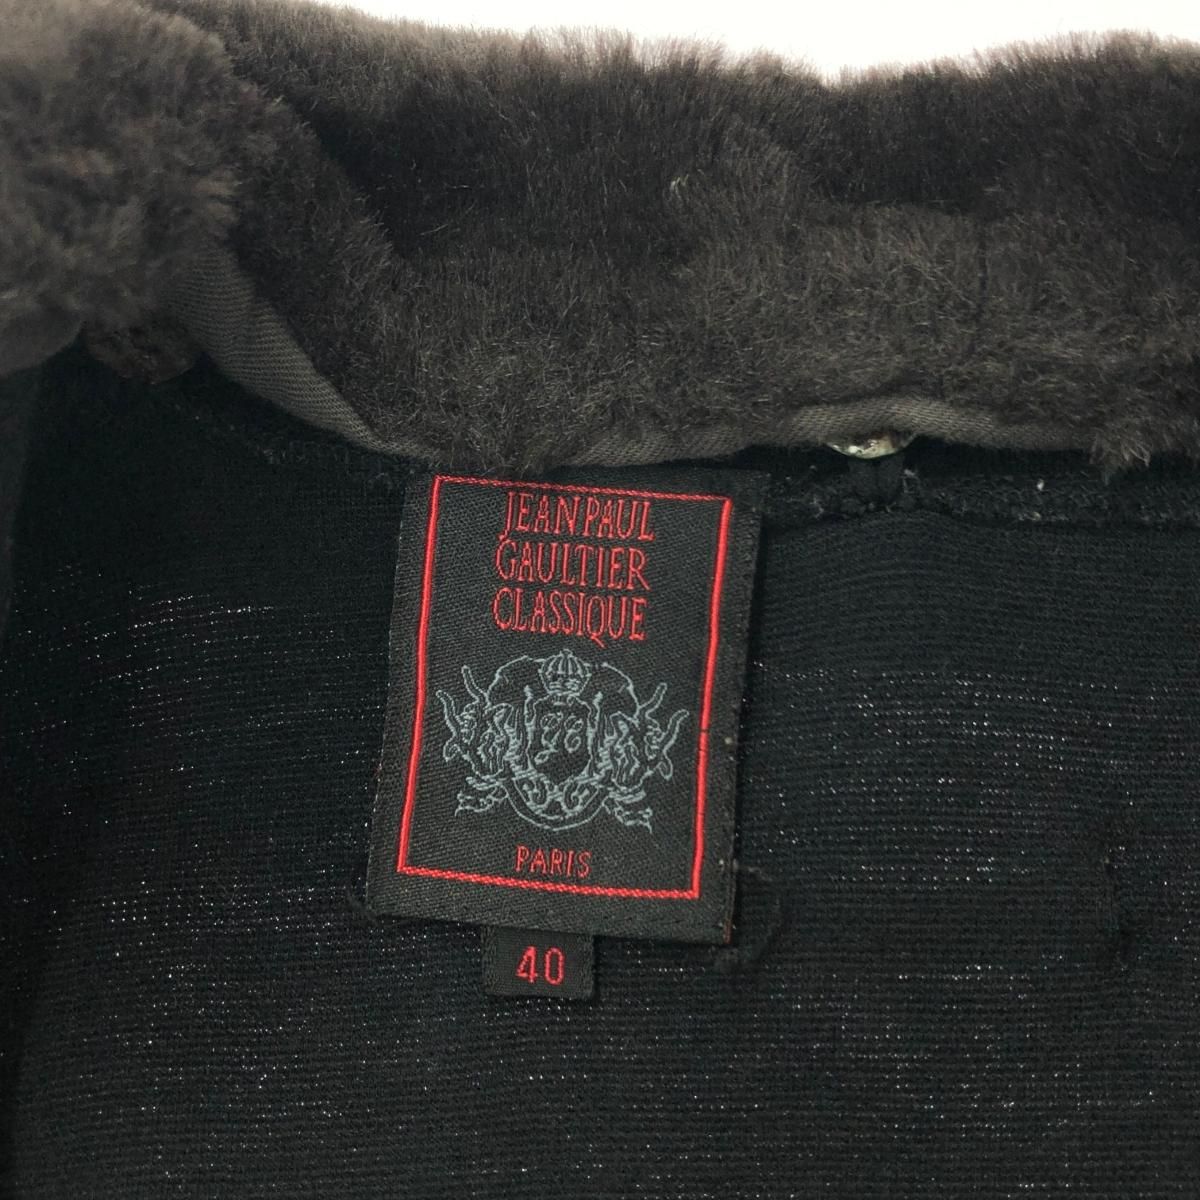 JEAN PAUL
GAULTIER
CLASSIQUE
PARIS
40